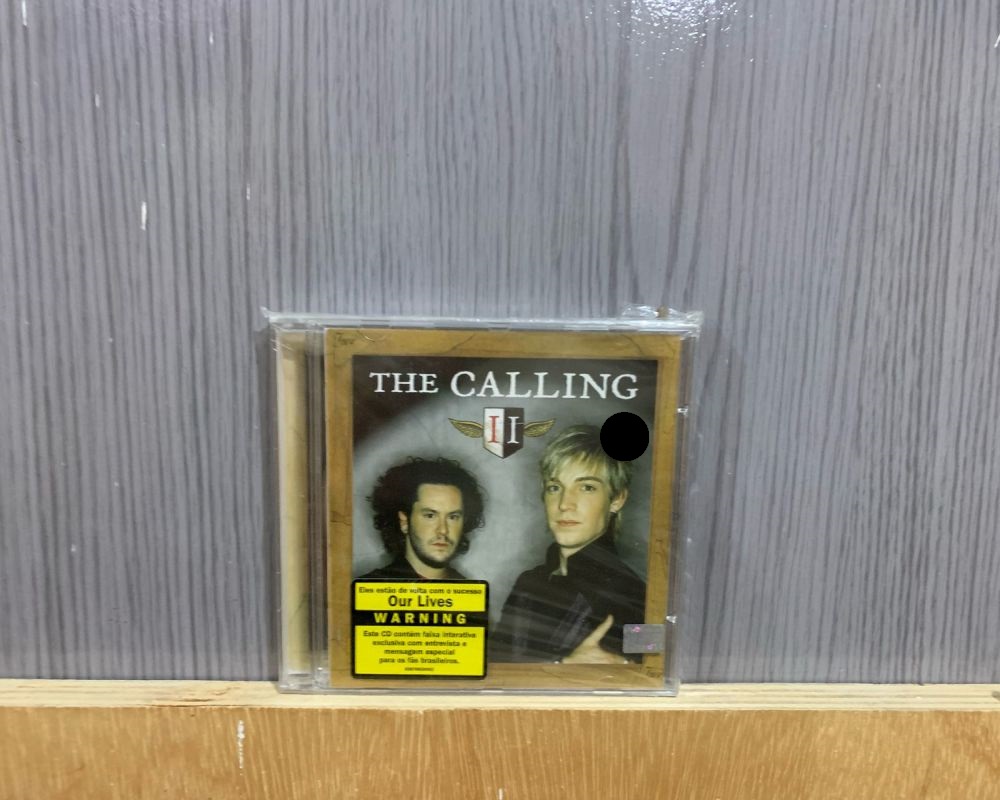 THE CALLING
II
Eles estão de volta com o sucesso
Our Lives
WARNING
Este CD contém faixa interativa
exclusiva com entrevista e
mensagem especial
para os fãs brasileiros.